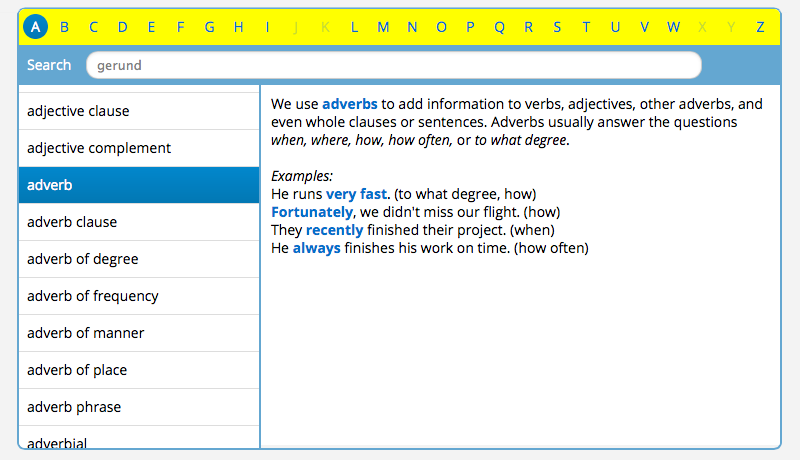 A B C D E F G H I J K L M N O P Q R S T U V W X Y Z
Search gerund
adjective clause
adjective complement
adverb
adverb clause
adverb of degree
adverb of frequency
adverb of manner
adverb of place
adverb phrase
adverbial
We use adverbs to add information to verbs, adjectives, other adverbs, and
even whole clauses or sentences. Adverbs usually answer the questions
when, where, how, how often, or to what degree.
Examples:
He runs very fast. (to what degree, how)
Fortunately, we didn't miss our flight. (how)
They recently finished their project. (when)
He always finishes his work on time. (how often)